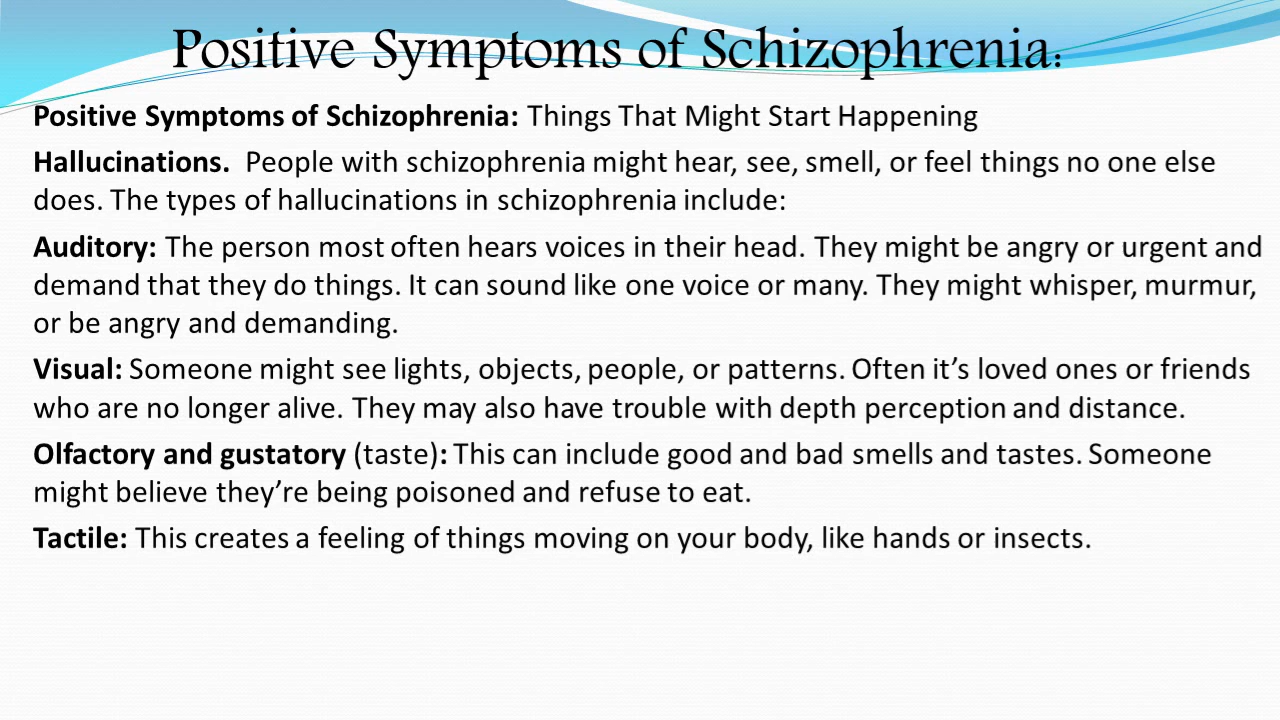 Positive Symptoms of Schizophrenia:
Positive Symptoms of Schizophrenia: Things That Might Start Happening
Hallucinations.  People with schizophrenia might hear, see, smell, or feel things no one else
does. The types of hallucinations in schizophrenia include:
Auditory: The person most often hears voices in their head. They might be angry or urgent and
demand that they do things. It can sound like one voice or many. They might whisper, murmur,
or be angry and demanding.
Visual: Someone might see lights, objects, people, or patterns. Often it’s loved ones or friends
who are no longer alive. They may also have trouble with depth perception and distance.
Olfactory and gustatory (taste): This can include good and bad smells and tastes. Someone
might believe they’re being poisoned and refuse to eat.
Tactile: This creates a feeling of things moving on your body, like hands or insects.